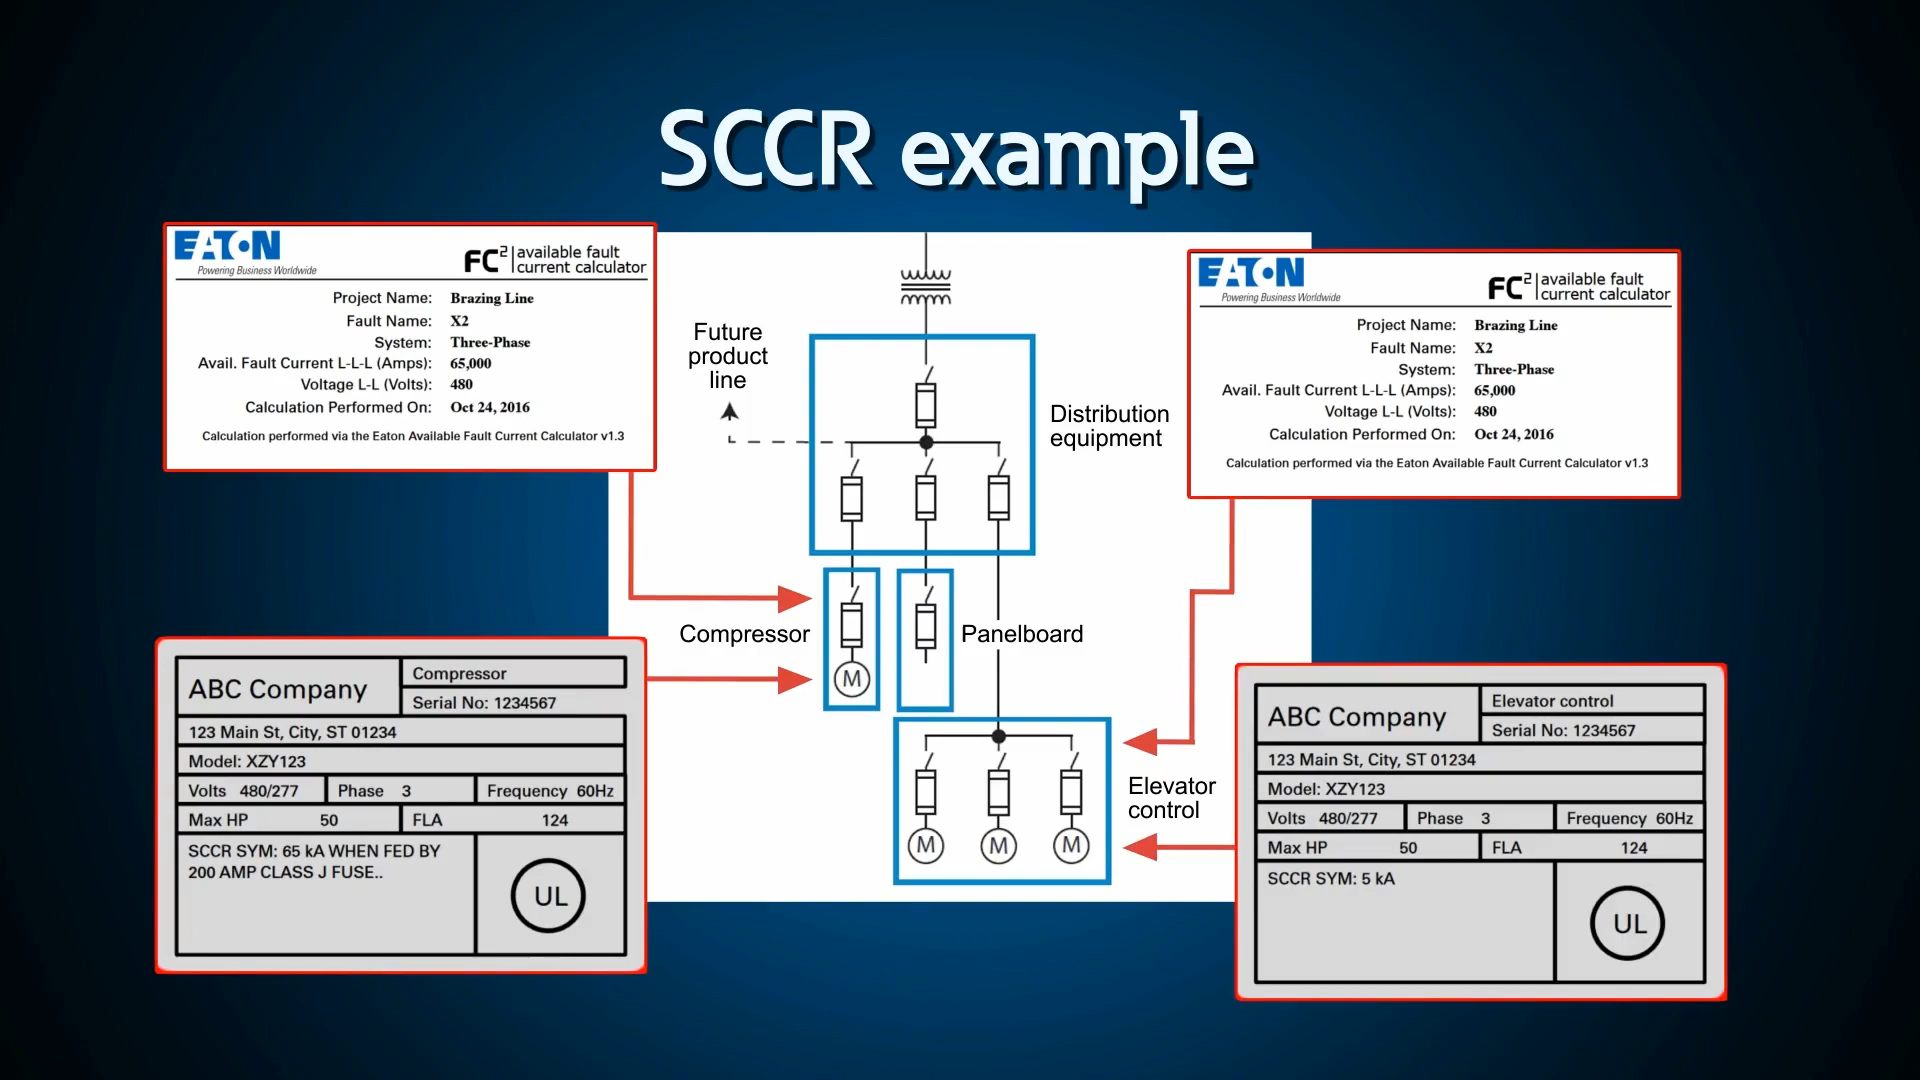 SCCR example
EATON
Powering Business Worldwide
FC² | available fault
current calculator
Project Name: Brazing Line
Fault Name: X2
System: Three-Phase
Avail. Fault Current L-L-L (Amps): 65,000
Voltage L-L (Volts): 480
Calculation Performed On: Oct 24, 2016
Calculation performed via the Eaton Available Fault Current Calculator v1.3
Future
product
line
Distribution
equipment
EATON
Powering Business Worldwide
FC² | available fault
current calculator
Project Name: Brazing Line
Fault Name: X2
System: Three-Phase
Avail. Fault Current L-L-L (Amps): 65,000
Voltage L-L (Volts): 480
Calculation Performed On: Oct 24, 2016
Calculation performed via the Eaton Available Fault Current Calculator v1.3
Compressor
M
Panelboard
Elevator
control
M M M
ABC Company
Compressor
Serial No: 1234567
123 Main St, City, ST 01234
Model: XZY123
Volts 480/277 Phase 3 Frequency 60Hz
Max HP 50 FLA 124
SCCR SYM: 65 kA WHEN FED BY
200 AMP CLASS J FUSE..
UL
ABC Company
Elevator control
Serial No: 1234567
123 Main St, City, ST 01234
Model: XZY123
Volts 480/277 Phase 3 Frequency 60Hz
Max HP 50 FLA 124
SCCR SYM: 5 kA
UL